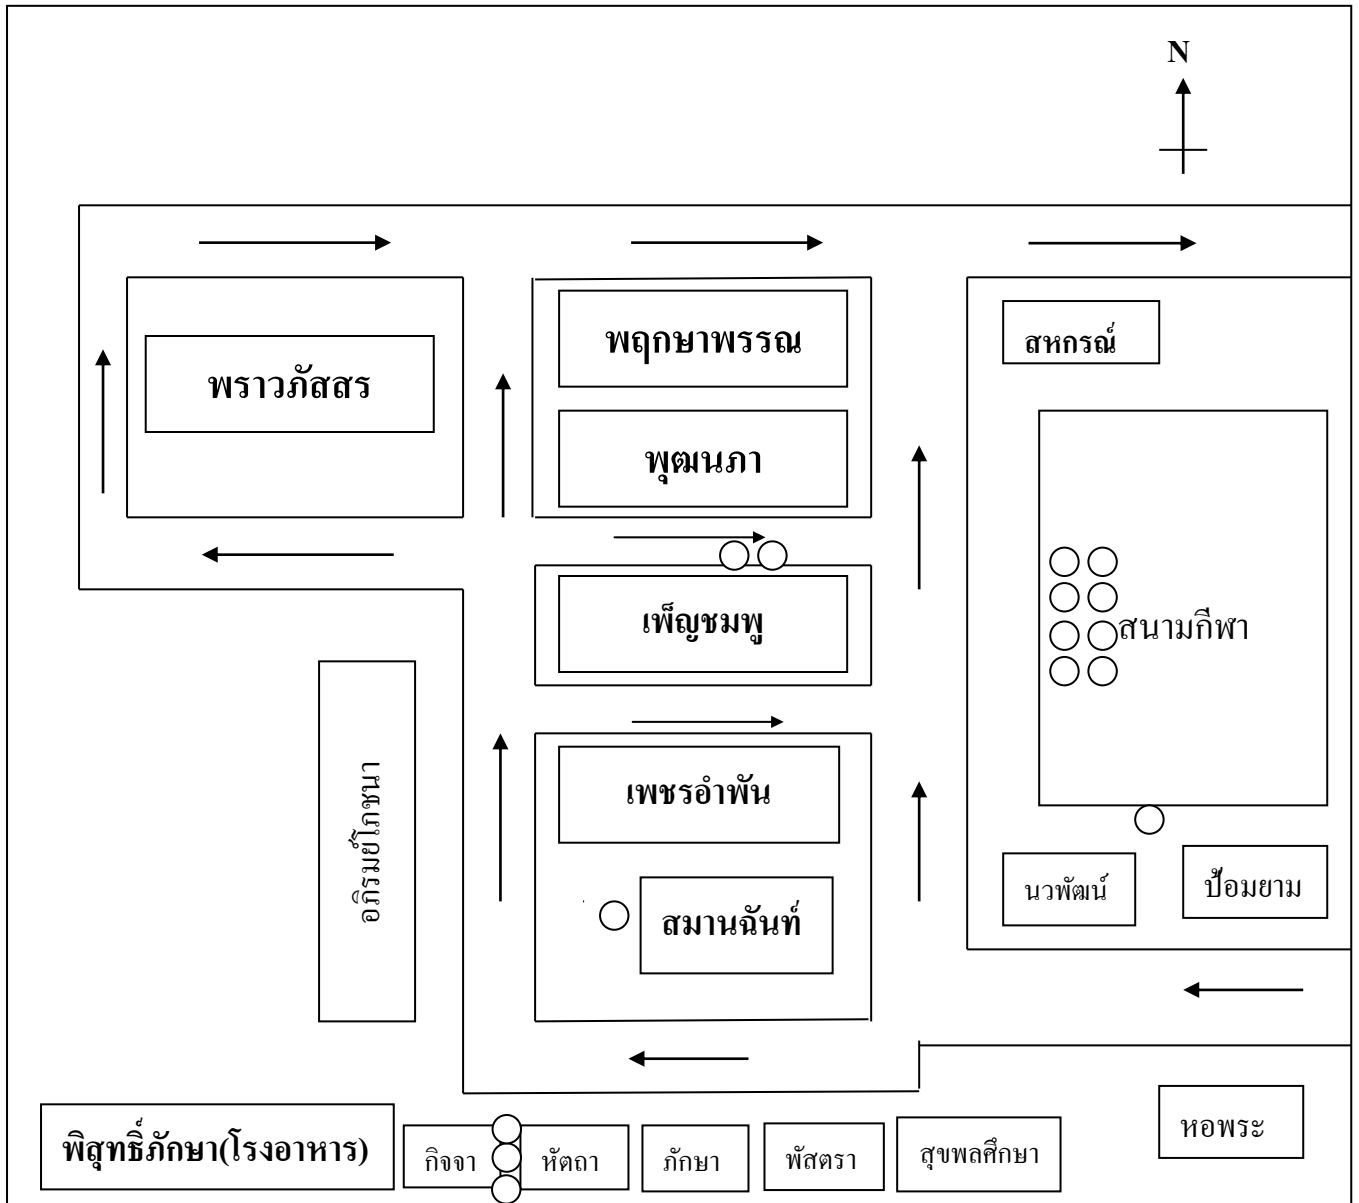 N
พฤกษาพรรณ
สหกรณ์
พราวภัสสร
พุฒนภา
เพ็ญชมพู
สนามกีฬา
เพชรอำพัน
อภิรมย์โภชนา
สมานฉันท์
นวพัฒน์
ป้อมยาม
หอพระ
พิสุทธิ์ภักษา(โรงอาหาร)
กิจจา
หัตถา
ภักษา
พัสตรา
สุขพลศึกษา